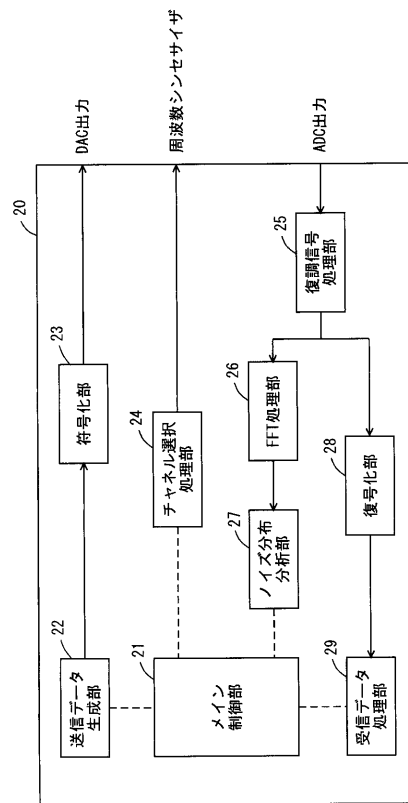 20
DAC出力
周波数シンセサイザ
ADC出力
22
送信データ
生成部
23
符号化部
21
メイン
制御部
24
チャネル選択
処理部
25
復調信号
処理部
26
FFT処理部
27
ノイズ分布
分析部
28
復号化部
29
受信データ
処理部